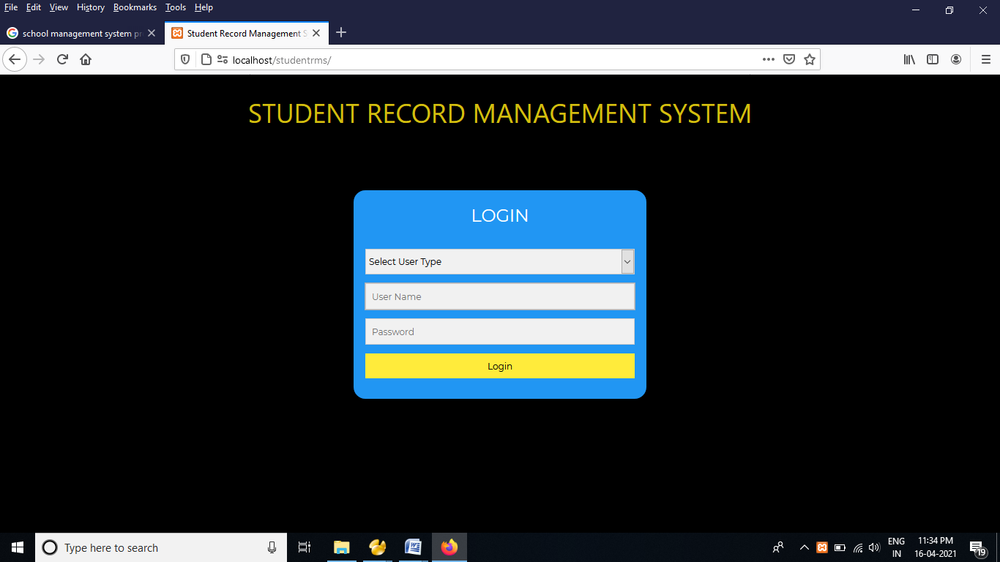 File Edit View History Bookmarks Tools Help
school management system pr
Student Record Management S
localhost/studentrms/
STUDENT RECORD MANAGEMENT SYSTEM
LOGIN
Select User Type
User Name
Password
Login
Type here to search
ENG
IN
11:34 PM
16-04-2021
19